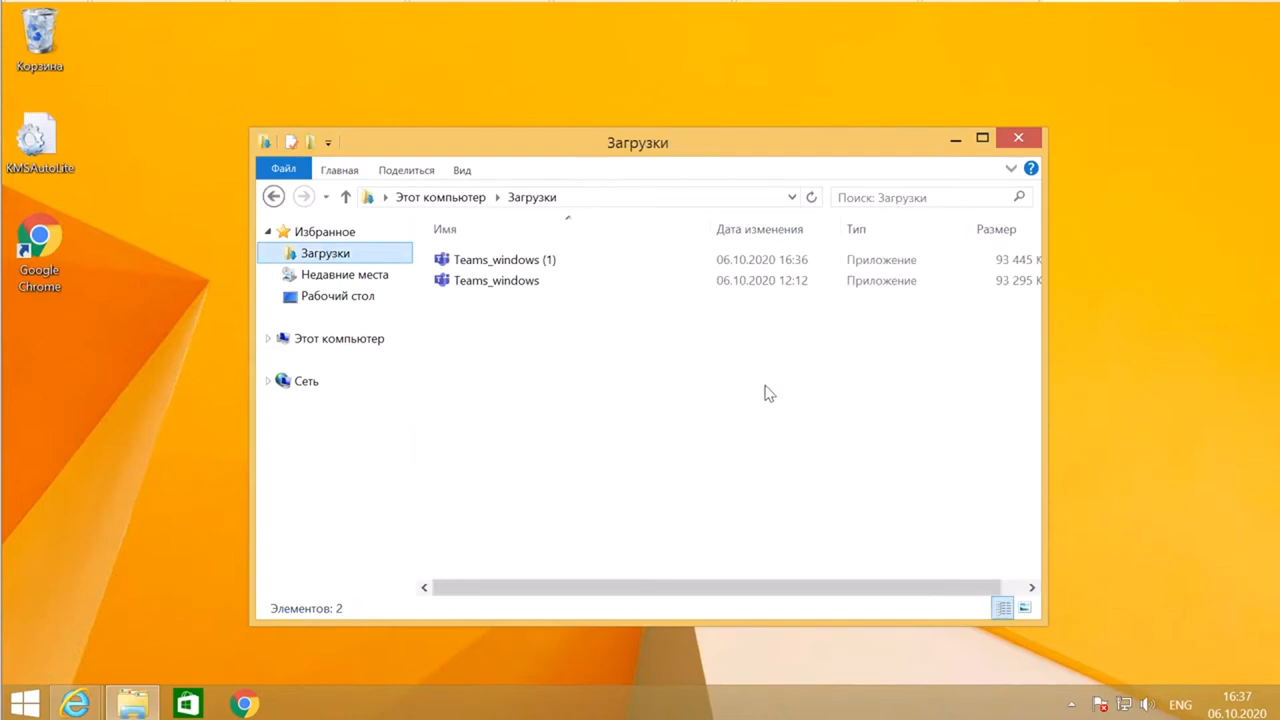 Корзина
KMSAutoLite
Google
Chrome
Загрузки
Файл
Главная
Поделиться
Вид
Этот компьютер
Загрузки
Поиск: Загрузки
Избранное
Загрузки
Недавние места
Рабочий стол
Этот компьютер
Сеть
Имя Дата изменения Тип Размер
Teams_windows (1) 06.10.2020 16:36 Приложение 93 445 К
Teams_windows 06.10.2020 12:12 Приложение 93 295 К
Элементов: 2
ENG
16:37
06.10.2020